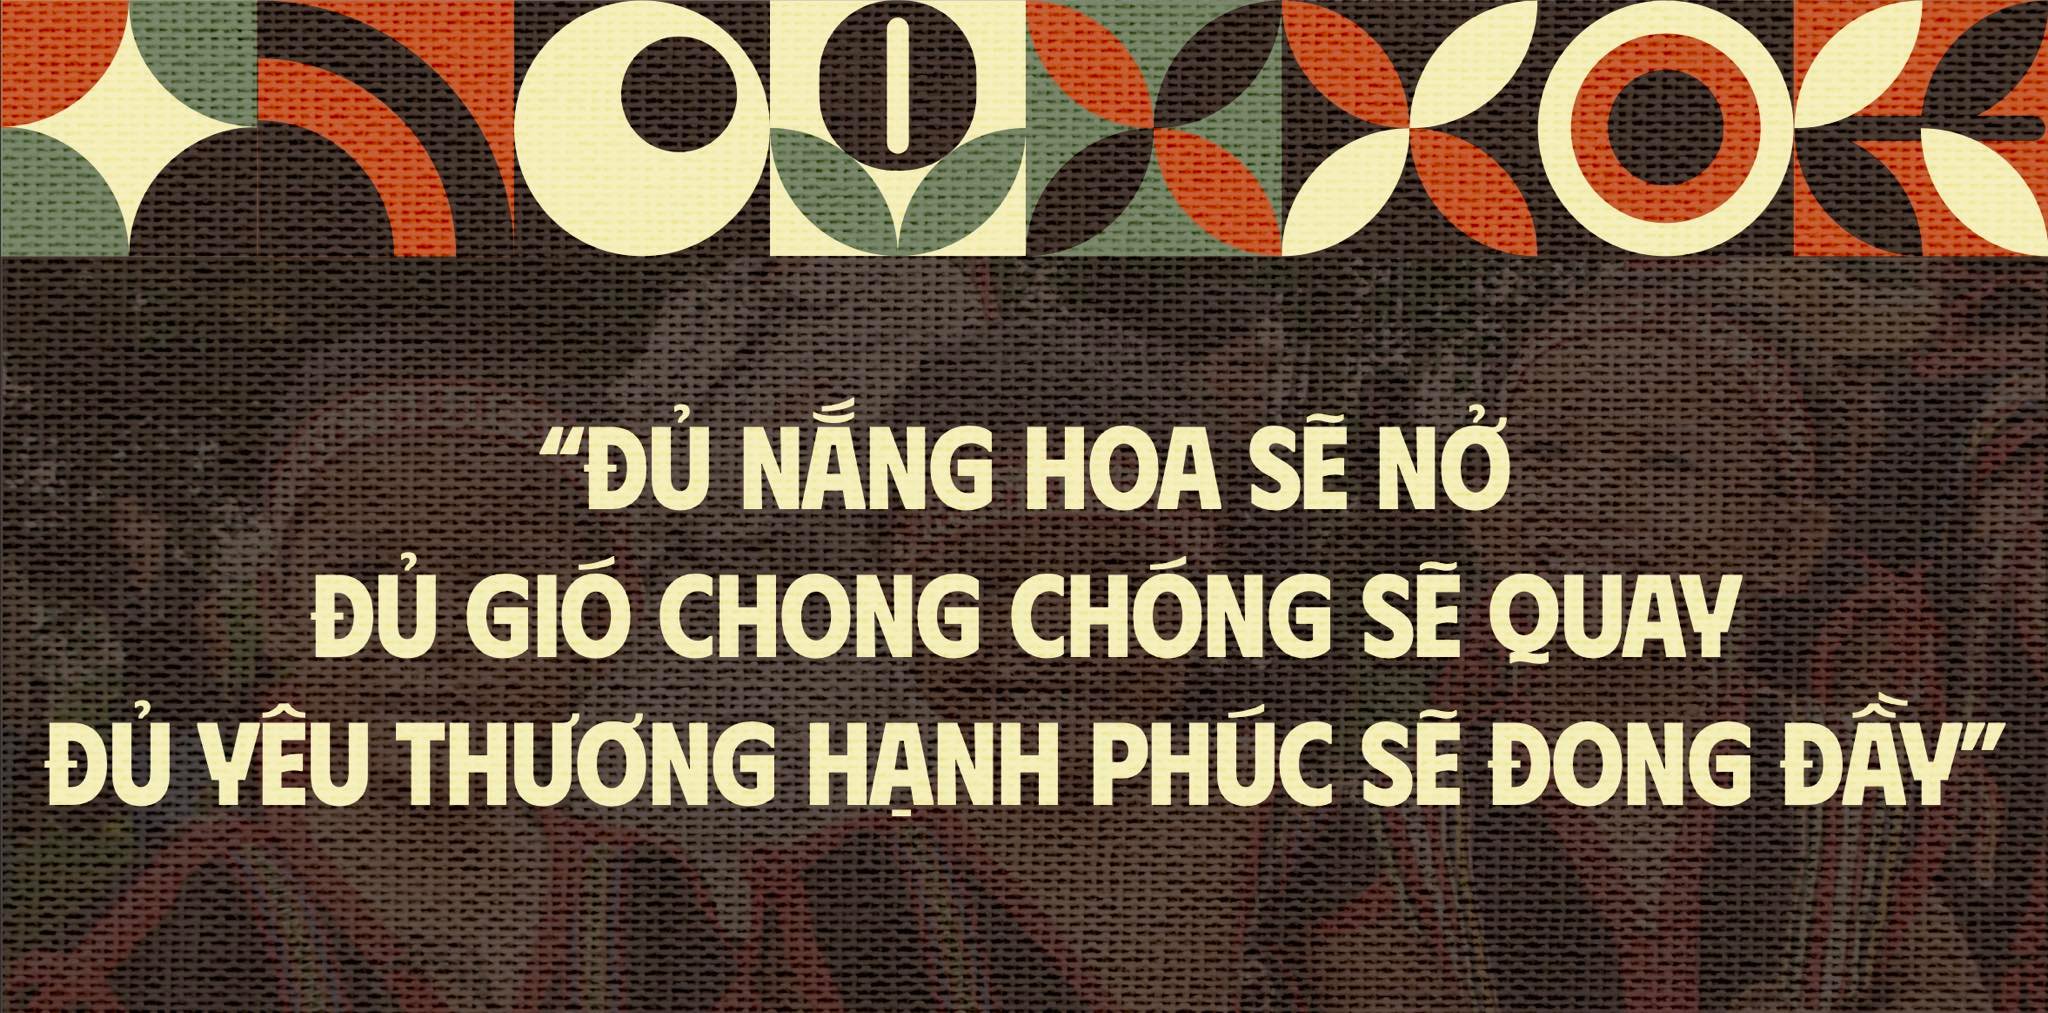 “ĐỦ NẮNG HOA SẼ NỞ
ĐỦ GIÓ CHONG CHÓNG SẼ QUAY
ĐỦ YÊU THƯƠNG HẠNH PHÚC SẼ ĐONG ĐẦY”